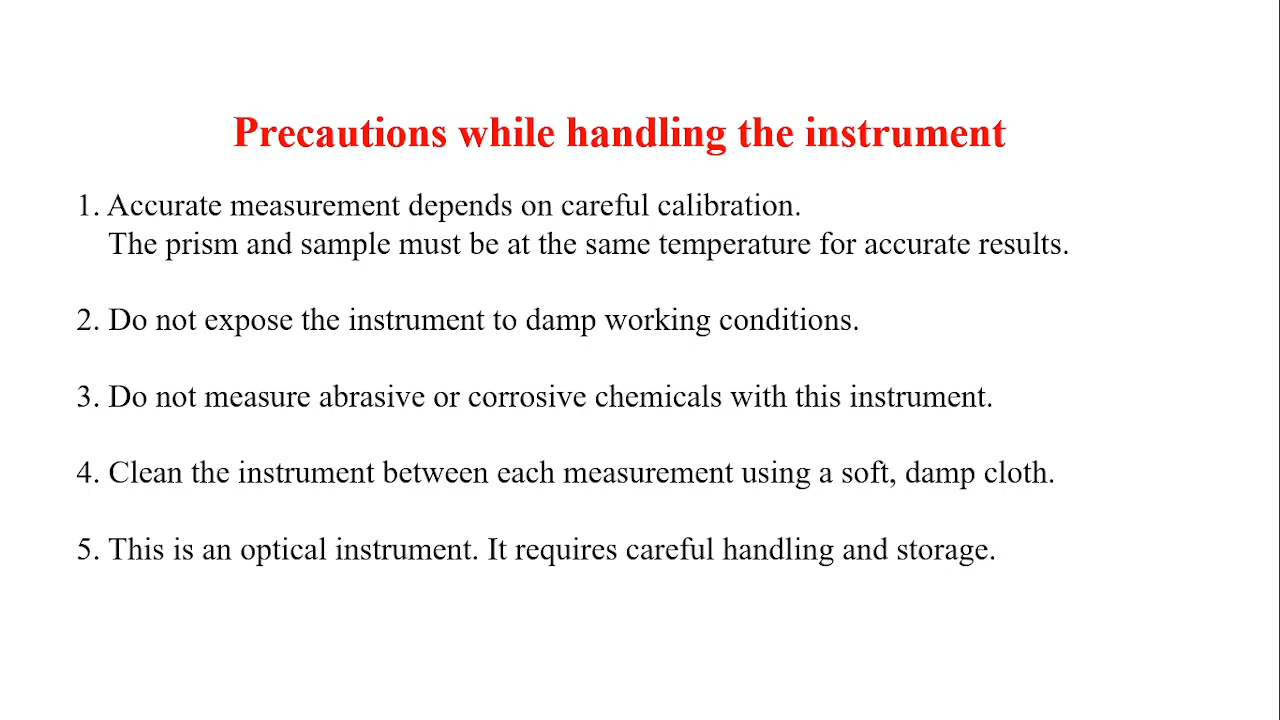 Precautions while handling the instrument
1. Accurate measurement depends on careful calibration.
The prism and sample must be at the same temperature for accurate results.
2. Do not expose the instrument to damp working conditions.
3. Do not measure abrasive or corrosive chemicals with this instrument.
4. Clean the instrument between each measurement using a soft, damp cloth.
5. This is an optical instrument. It requires careful handling and storage.